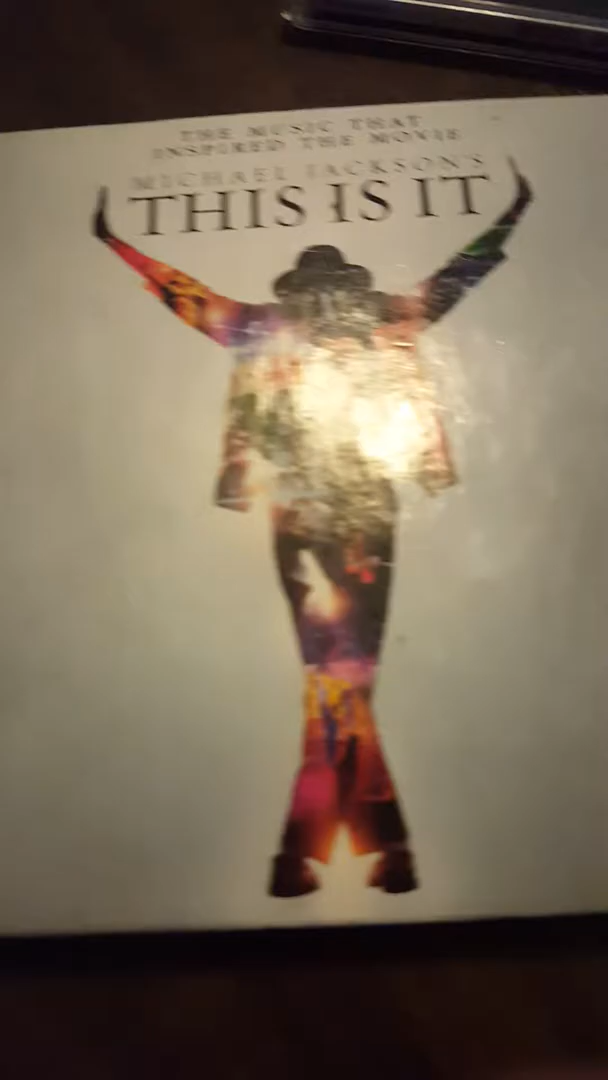 THE MUSIC THAT
INSPIRED THE MOVIE
MICHAEL JACKSON'S
THIS IS IT